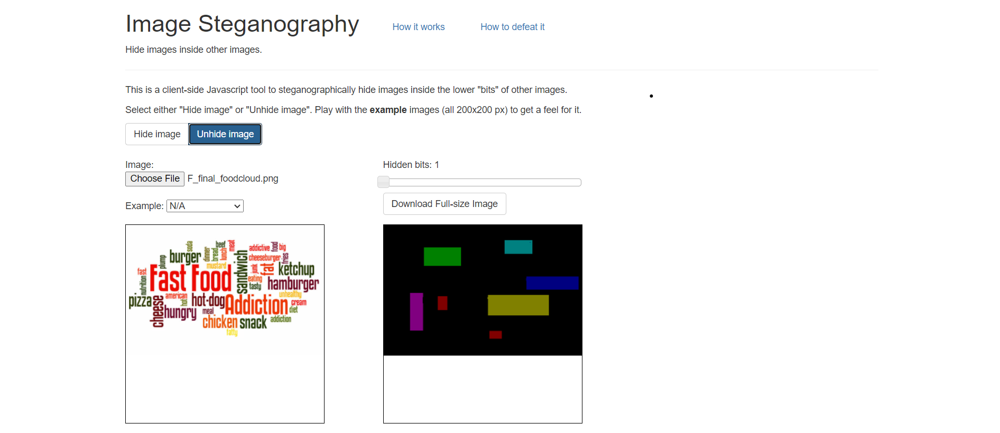 Image Steganography How it works How to defeat it
Hide images inside other images.
This is a client-side Javascript tool to steganographically hide images inside the lower "bits" of other images.
Select either "Hide image" or "Unhide image". Play with the example images (all 200x200 px) to get a feel for it.
Hide image Unhide image
Image:
Choose File F_final_foodcloud.png
Example: N/A
Hidden bits: 1
Download Full-size Image
soda
beef
meat
addictive
food
big
plump
burger
dinner
bread
lunch
sandwich
cheeseburger
fries
mustard
junk
fat
ketchup
fast
Fast Food
nutrition
eating
tasty
hamburger
unhealthy
pizza
cheese
american
hot
hot-dog
Addiction
cream
hungry
meal
diet
chicken
snack
addiction
fatty